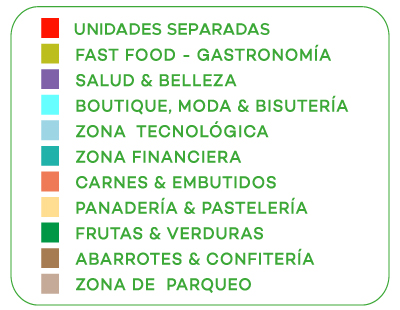 UNIDADES SEPARADAS
FAST FOOD - GASTRONOMÍA
SALUD & BELLEZA
BOUTIQUE, MODA & BISUTERÍA
ZONA TECNOLÓGICA
ZONA FINANCIERA
CARNES & EMBUTIDOS
PANADERÍA & PASTELERÍA
FRUTAS & VERDURAS
ABARROTES & CONFITERÍA
ZONA DE PARQUEO